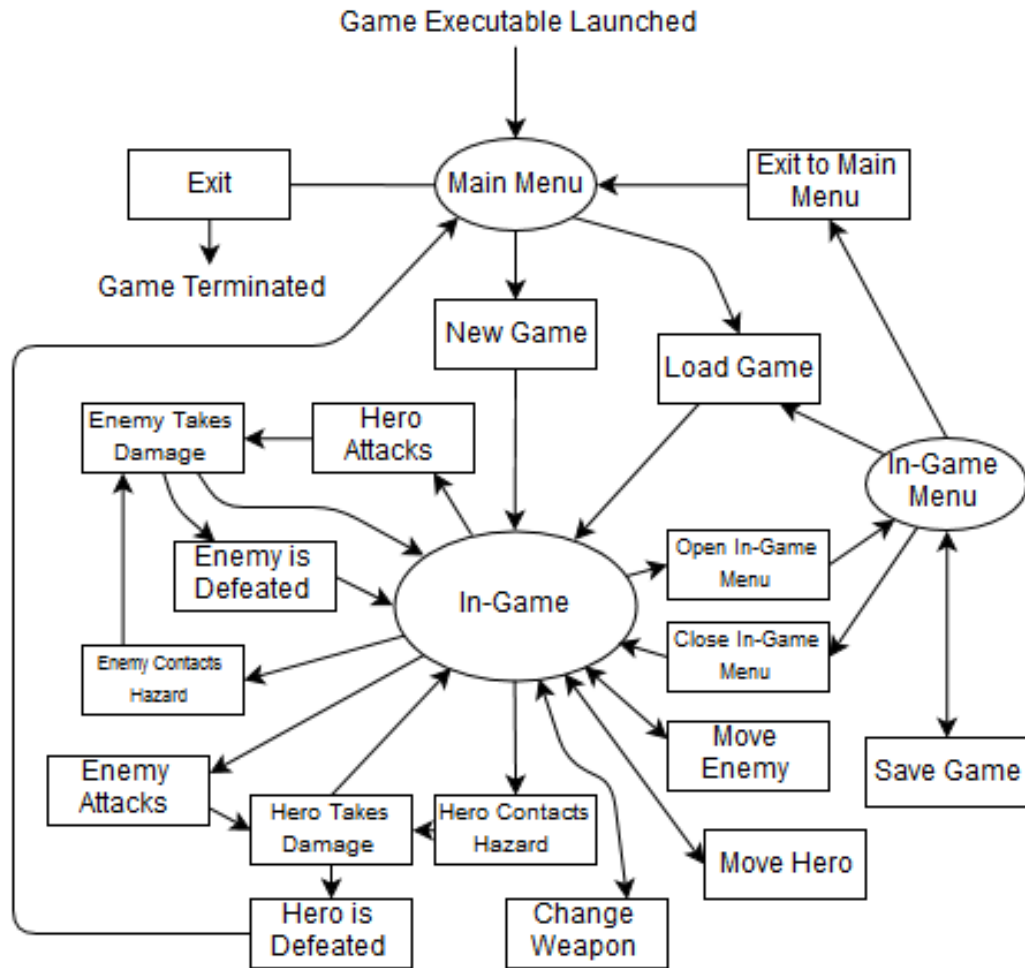 Game Executable Launched
Exit
Main Menu
Exit to Main
Menu
Game Terminated
New Game
Load Game
Enemy Takes
Damage
Hero
Attacks
In-Game
Menu
Enemy is
Defeated
In-Game
Open In-Game
Menu
Enemy Contacts
Hazard
Close In-Game
Menu
Enemy
Attacks
Move
Enemy
Save Game
Hero Takes
Damage
Hero Contacts
Hazard
Move Hero
Hero is
Defeated
Change
Weapon